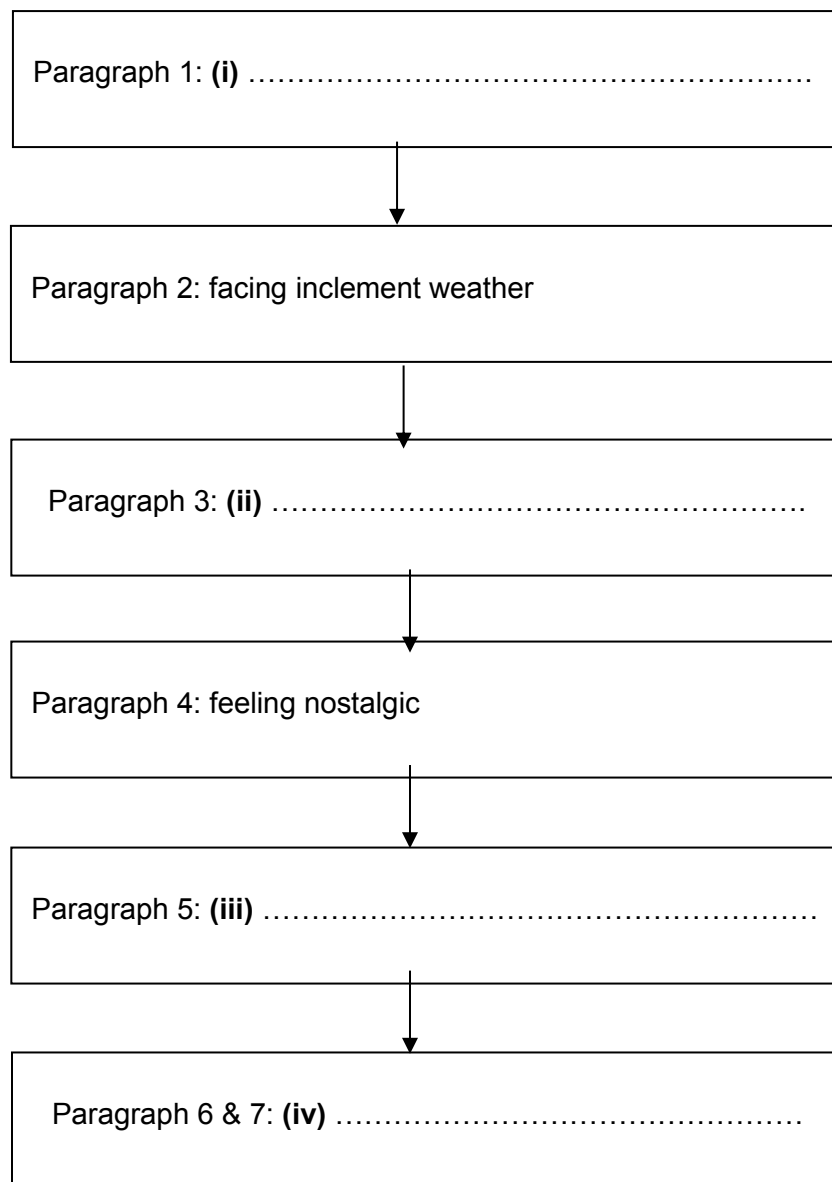 Paragraph 1: (i) ……………………………………………………….
Paragraph 2: facing inclement weather
Paragraph 3: (ii) …………………………………………………….
Paragraph 4: feeling nostalgic
Paragraph 5: (iii) ………………………………………………………
Paragraph 6 & 7: (iv) ………………………………………………